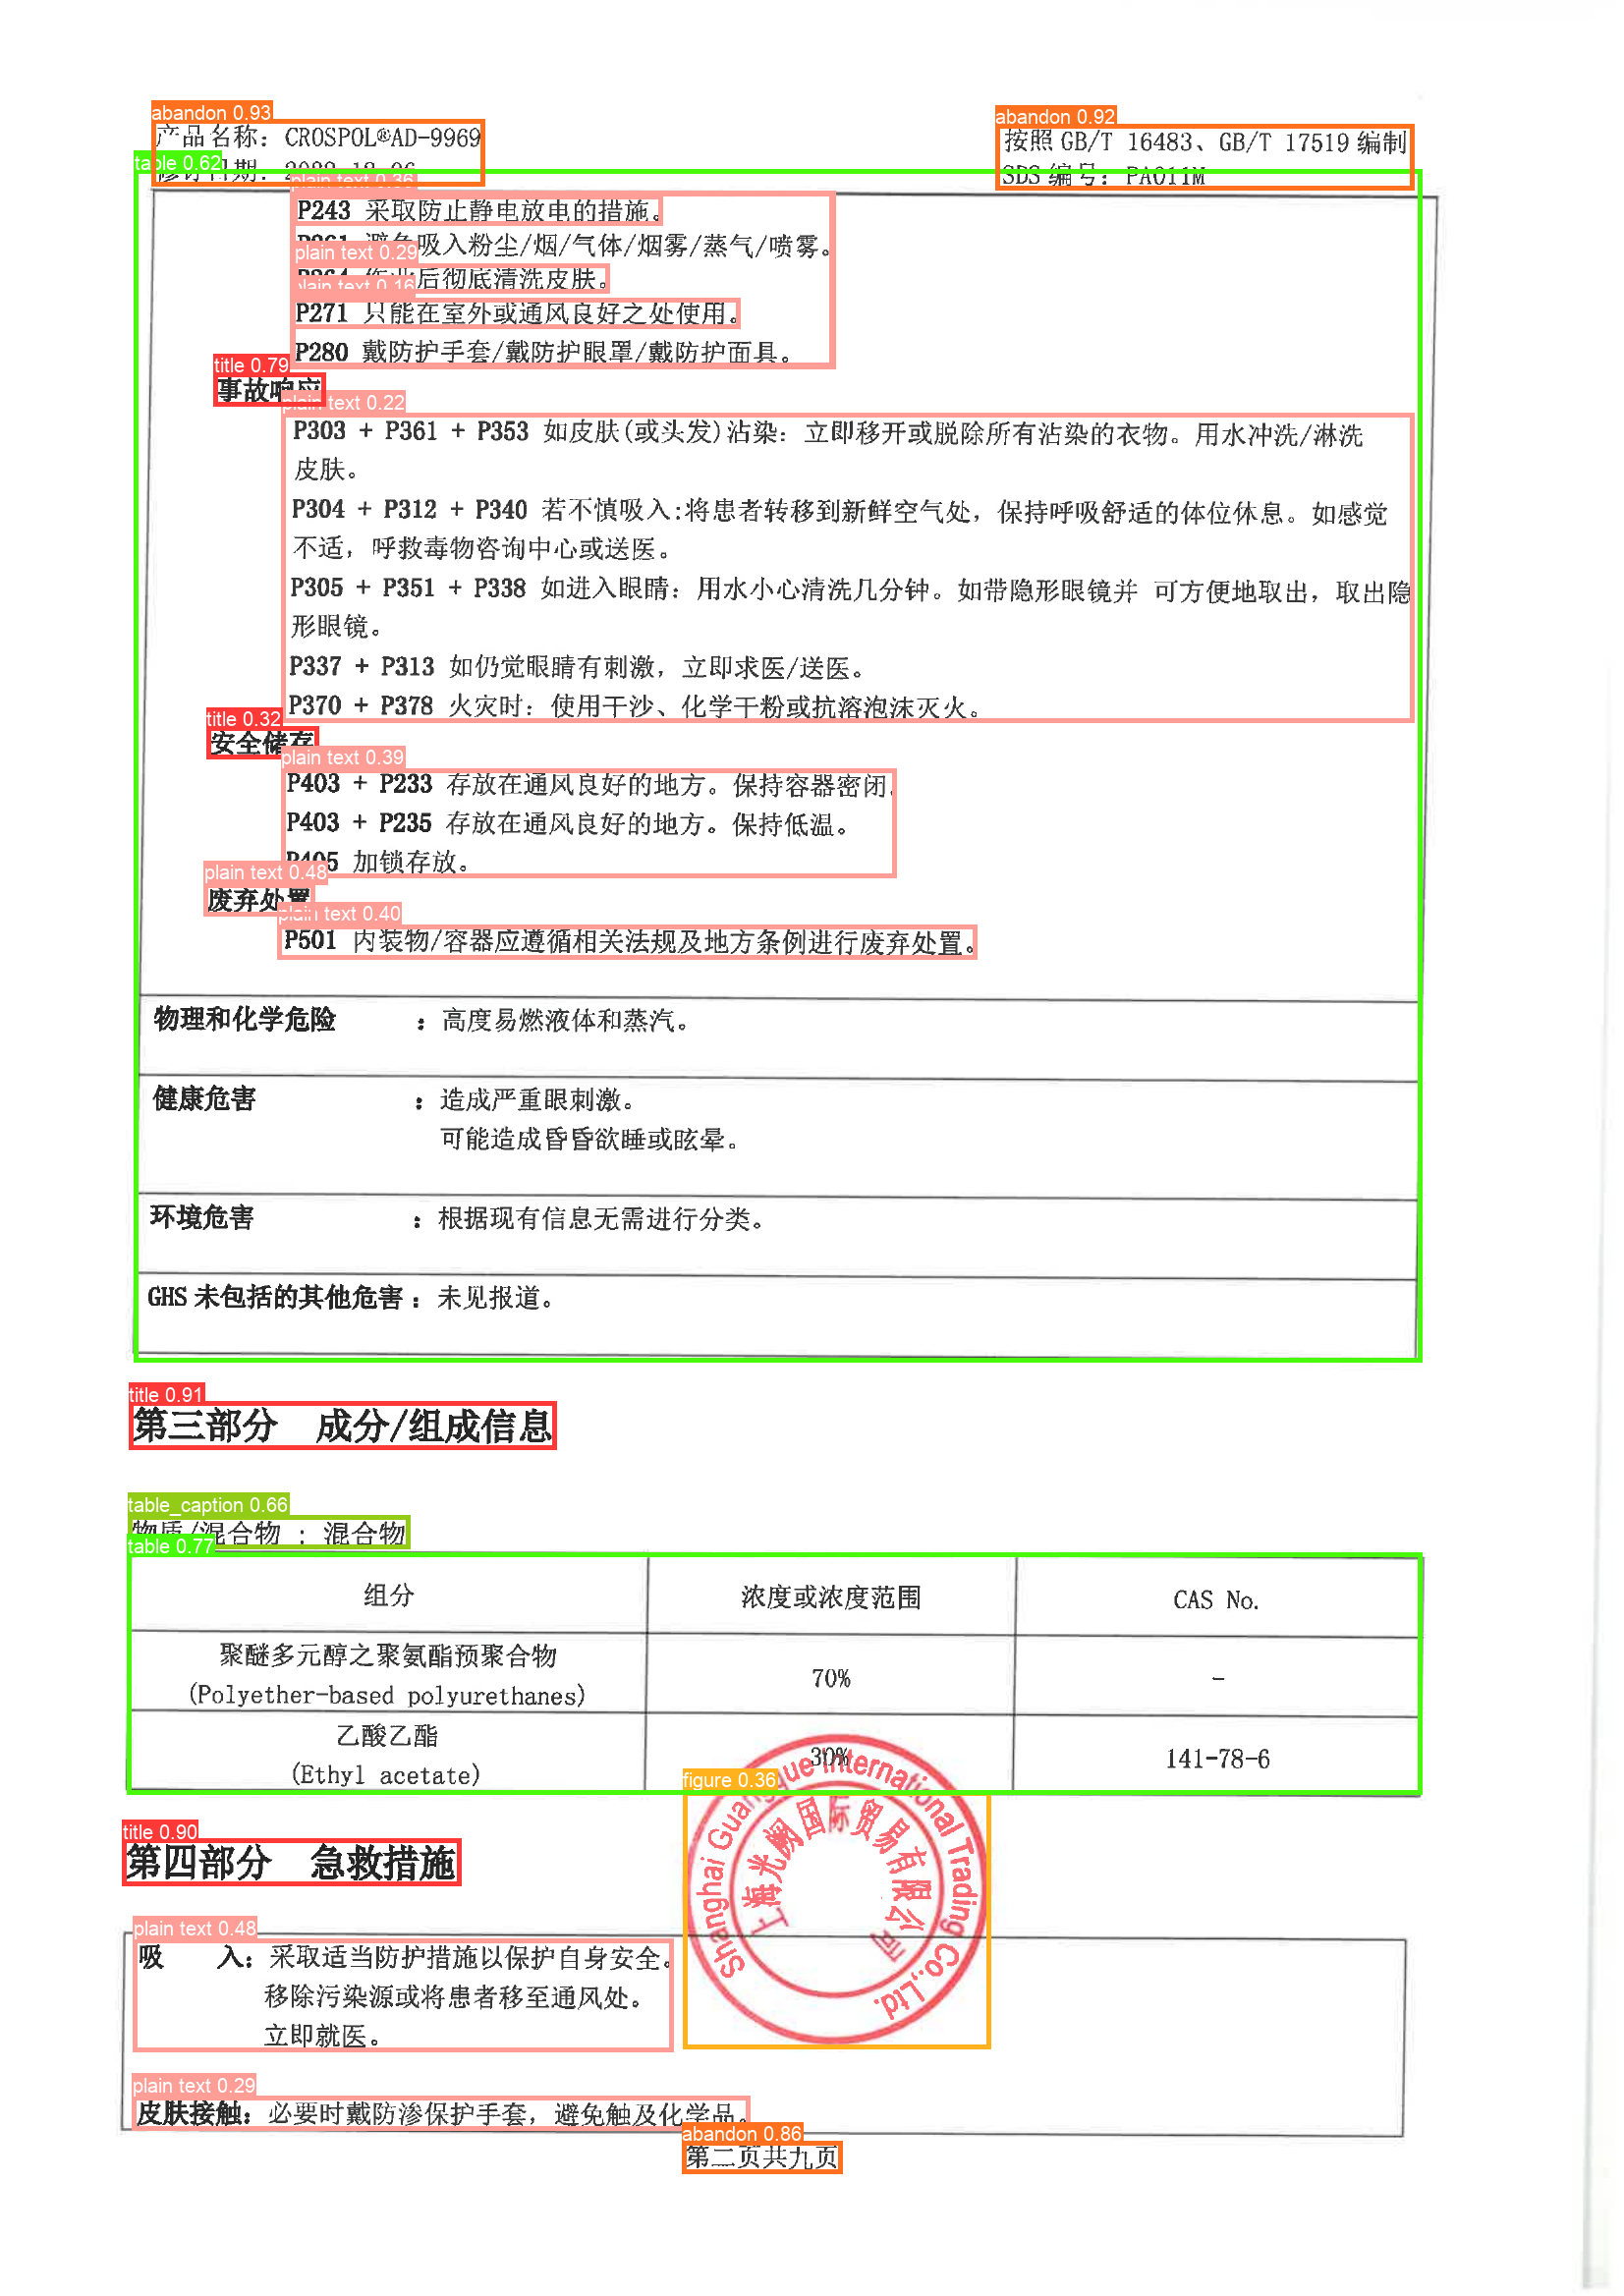 abandon 0.93
产品名称: CROSPOL®AD-9969
abandon 0.92
按照 GB/T 16483、GB/T 17519 编制
table 0.62
修订日期:
SDS 编号: PA011M
plain text 0.36
P243 采取防止静电放电的措施。
吸入粉尘/烟/气体/烟雾/蒸气/喷雾。
plain text 0.29
后彻底清洗皮肤。
plain text 0.16
P271 只能在室外或通风良好之处使用。
P280 戴防护手套/戴防护眼罩/戴防护面具。
title 0.79
事故响应
plain text 0.22
P303 + P361 + P353 如皮肤(或头发)沾染: 立即移开或脱除所有沾染的衣物。用水冲洗/淋洗
皮肤。
P304 + P312 + P340 若不慎吸入:将患者转移到新鲜空气处, 保持呼吸舒适的体位休息。如感觉
不适, 呼救毒物咨询中心或送医。
P305 + P351 + P338 如进入眼睛: 用水小心清洗几分钟。如带隐形眼镜并 可方便地取出, 取出隐
形眼镜。
P337 + P313 如仍觉眼睛有刺激, 立即求医/送医。
P370 + P378 火灾时: 使用干沙、化学干粉或抗溶泡沫灭火。
title 0.32
安全储存
plain text 0.39
P403 + P233 存放在通风良好的地方。保持容器密闭.
P403 + P235 存放在通风良好的地方。保持低温。
P405 加锁存放。
plain text 0.48
废弃处置
plain text 0.40
P501 内装物/容器应遵循相关法规及地方条例进行废弃处置。
物理和化学危险 : 高度易燃液体和蒸汽。
健康危害 : 造成严重眼刺激。
可能造成昏昏欲睡或眩晕。
环境危害 : 根据现有信息无需进行分类。
GHS 未包括的其他危害 : 未见报道。
title 0.91
第三部分 成分/组成信息
table_caption 0.66
物质/混合物 : 混合物
table 0.77
组分 浓度或浓度范围 CAS No.
聚醚多元醇之聚氨酯预聚合物
(Polyether-based polyurethanes) 70% -
乙酸乙酯
(Ethyl acetate) 30% 141-78-6
figure 0.36
Shanghai Guangque International Trading Co.,Ltd.
上海光阙国际贸易有限公司
title 0.90
第四部分 急救措施
plain text 0.48
吸 入: 采取适当防护措施以保护自身安全。
移除污染源或将患者移至通风处。
立即就医。
plain text 0.29
皮肤接触: 必要时戴防渗保护手套, 避免触及化学品。
abandon 0.86
第二页共九页